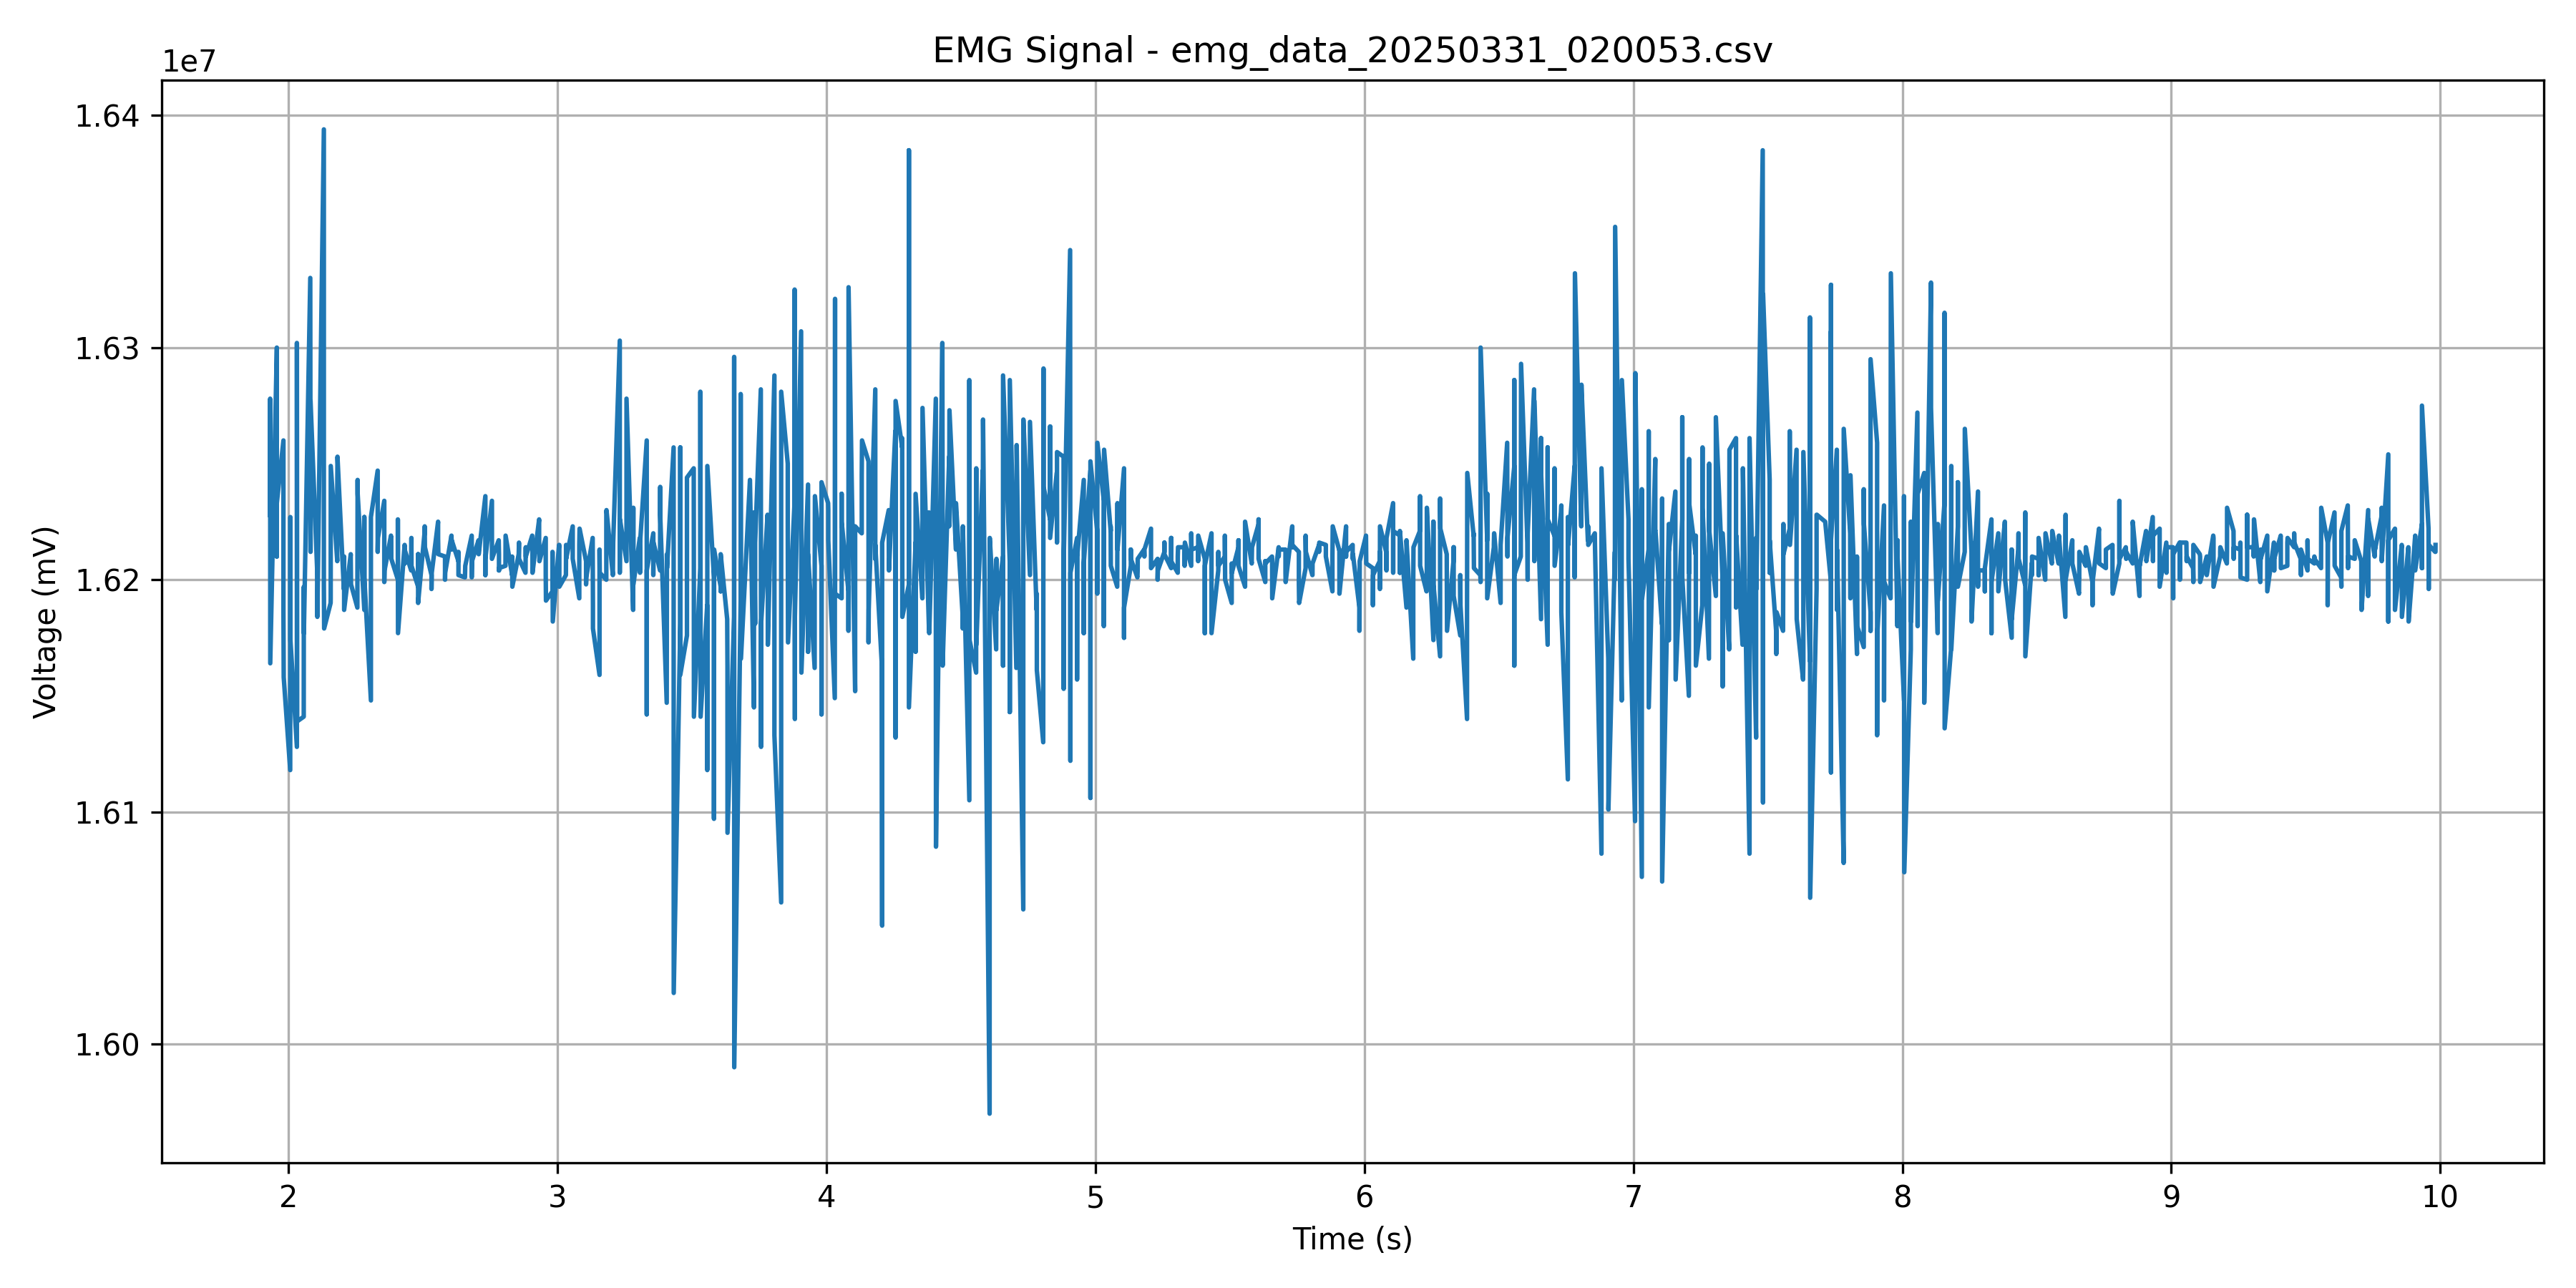 EMG Signal - emg_data_20250331_020053.csv
1e7
1.64
1.63
1.62
1.61
1.60
Voltage (mV)
2 3 4 5 6 7 8 9 10
Time (s)